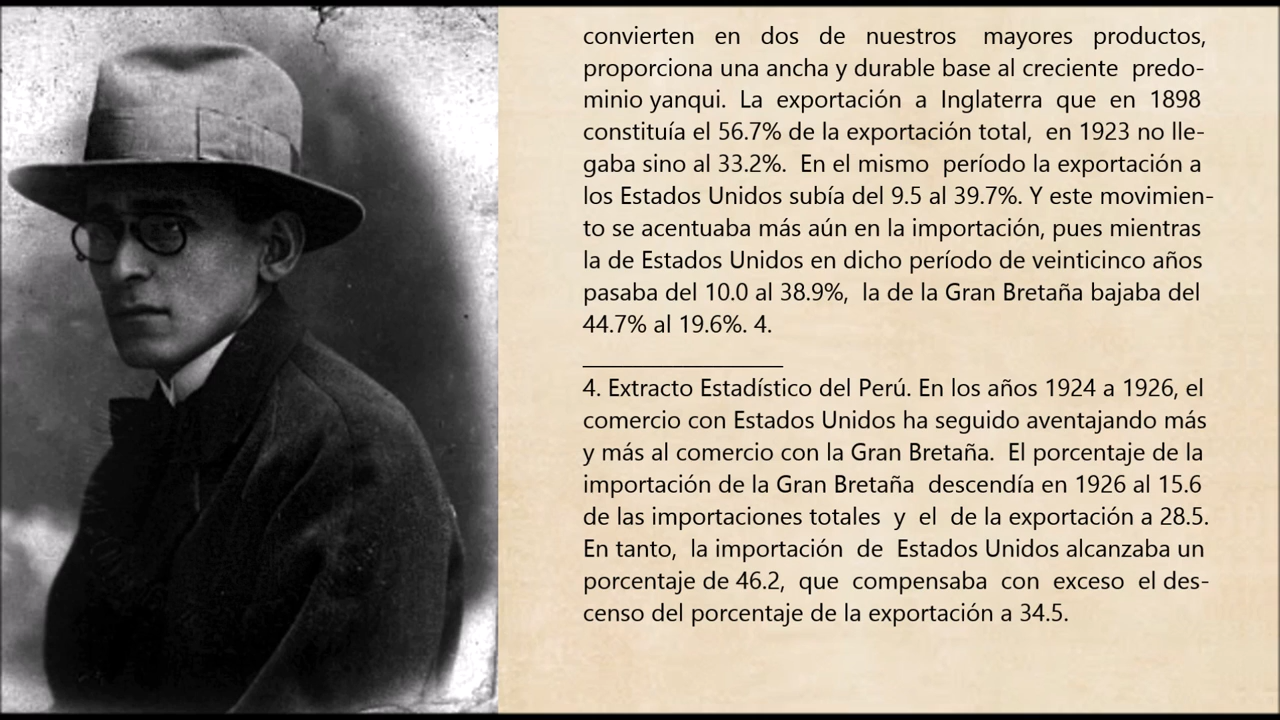 convierten en dos de nuestros mayores productos,
proporciona una ancha y durable base al creciente predo-
minio yanqui. La exportación a Inglaterra que en 1898
constituía el 56.7% de la exportación total, en 1923 no lle-
gaba sino al 33.2%. En el mismo período la exportación a
los Estados Unidos subía del 9.5 al 39.7%. Y este movimien-
to se acentuaba más aún en la importación, pues mientras
la de Estados Unidos en dicho período de veinticinco años
pasaba del 10.0 al 38.9%, la de la Gran Bretaña bajaba del
44.7% al 19.6%. 4.
4. Extracto Estadístico del Perú. En los años 1924 a 1926, el
comercio con Estados Unidos ha seguido aventajando más
y más al comercio con la Gran Bretaña. El porcentaje de la
importación de la Gran Bretaña descendía en 1926 al 15.6
de las importaciones totales y el de la exportación a 28.5.
En tanto, la importación de Estados Unidos alcanzaba un
porcentaje de 46.2, que compensaba con exceso el des-
censo del porcentaje de la exportación a 34.5.